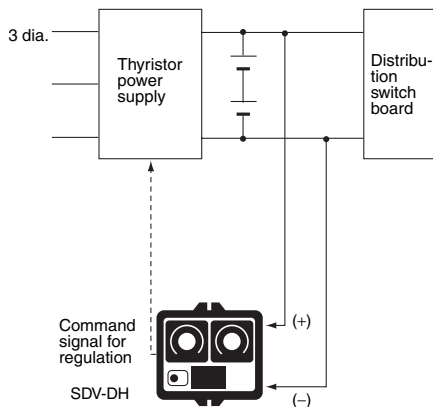 3 dia.
Thyristor
power
supply
Distribu-
tion
switch
board
Command
signal for
regulation
SDV-DH
(+)
(−)